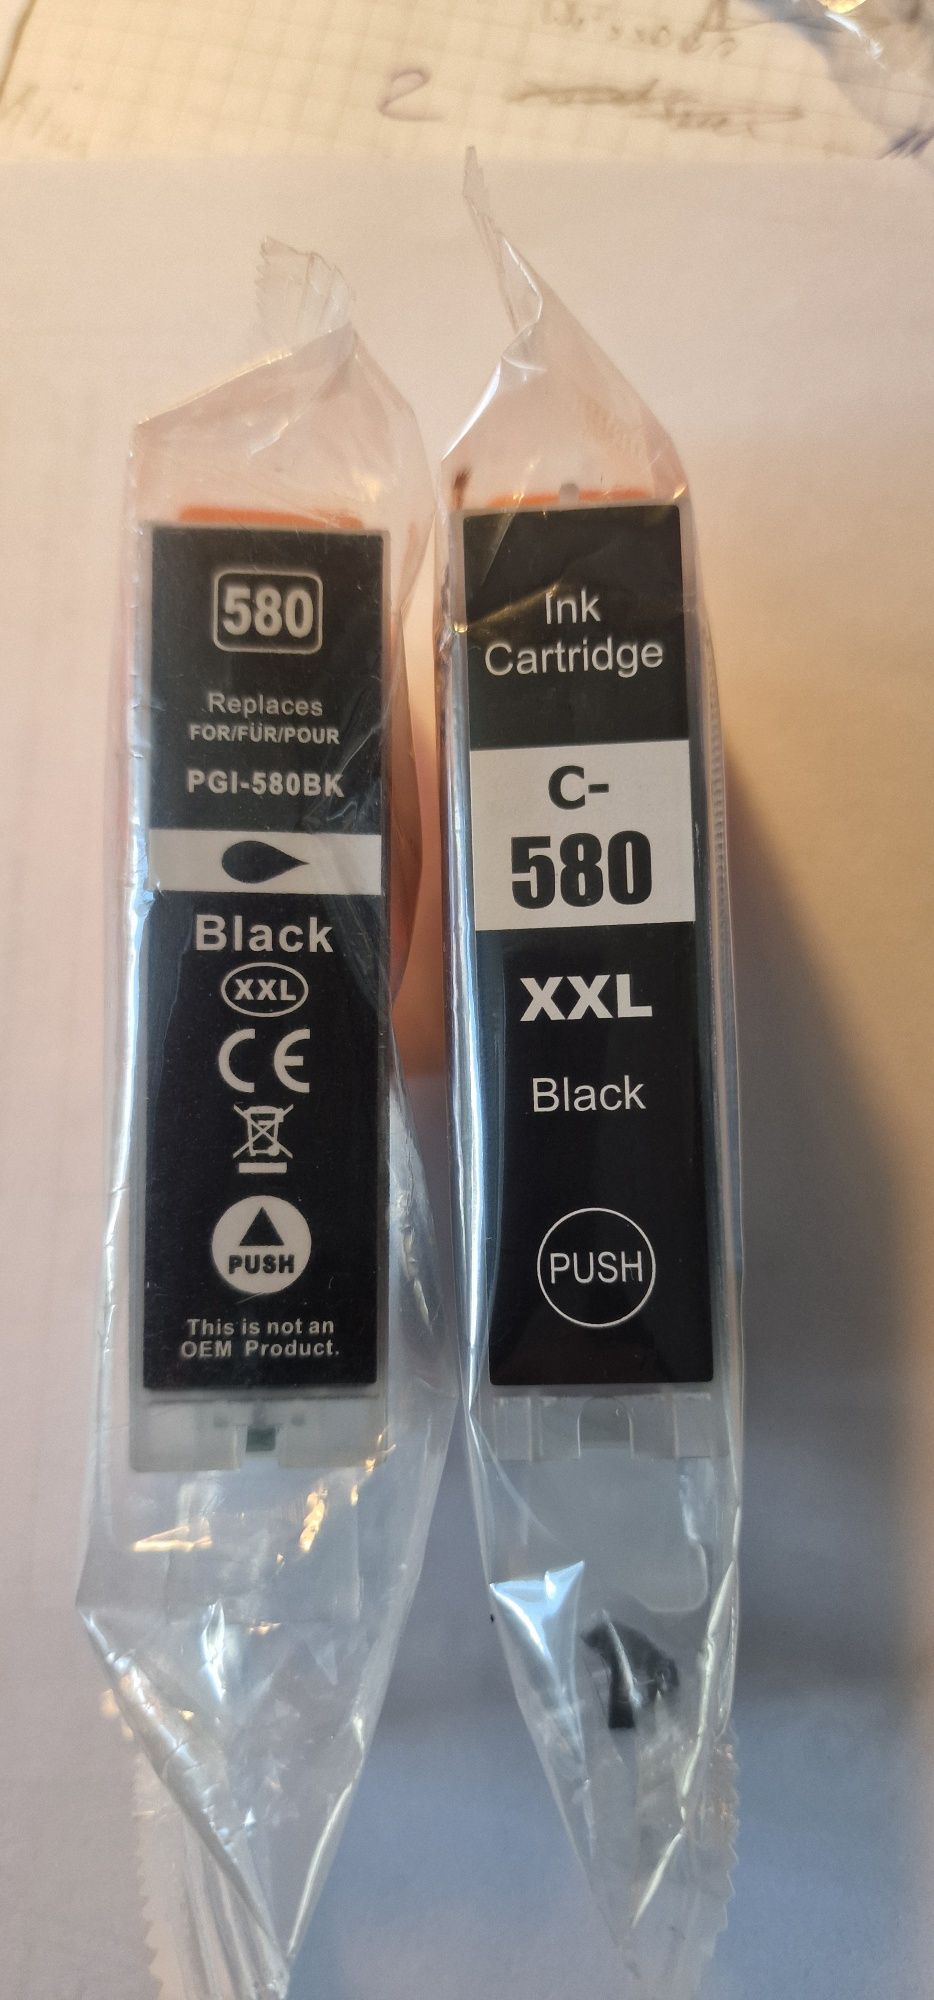 2
580
Replaces
FOR/FÜR/POUR
PGI-580BK
Black
XXL
CE
PUSH
This is not an
OEM Product.
Ink
Cartridge
C-
580
XXL
Black
PUSH